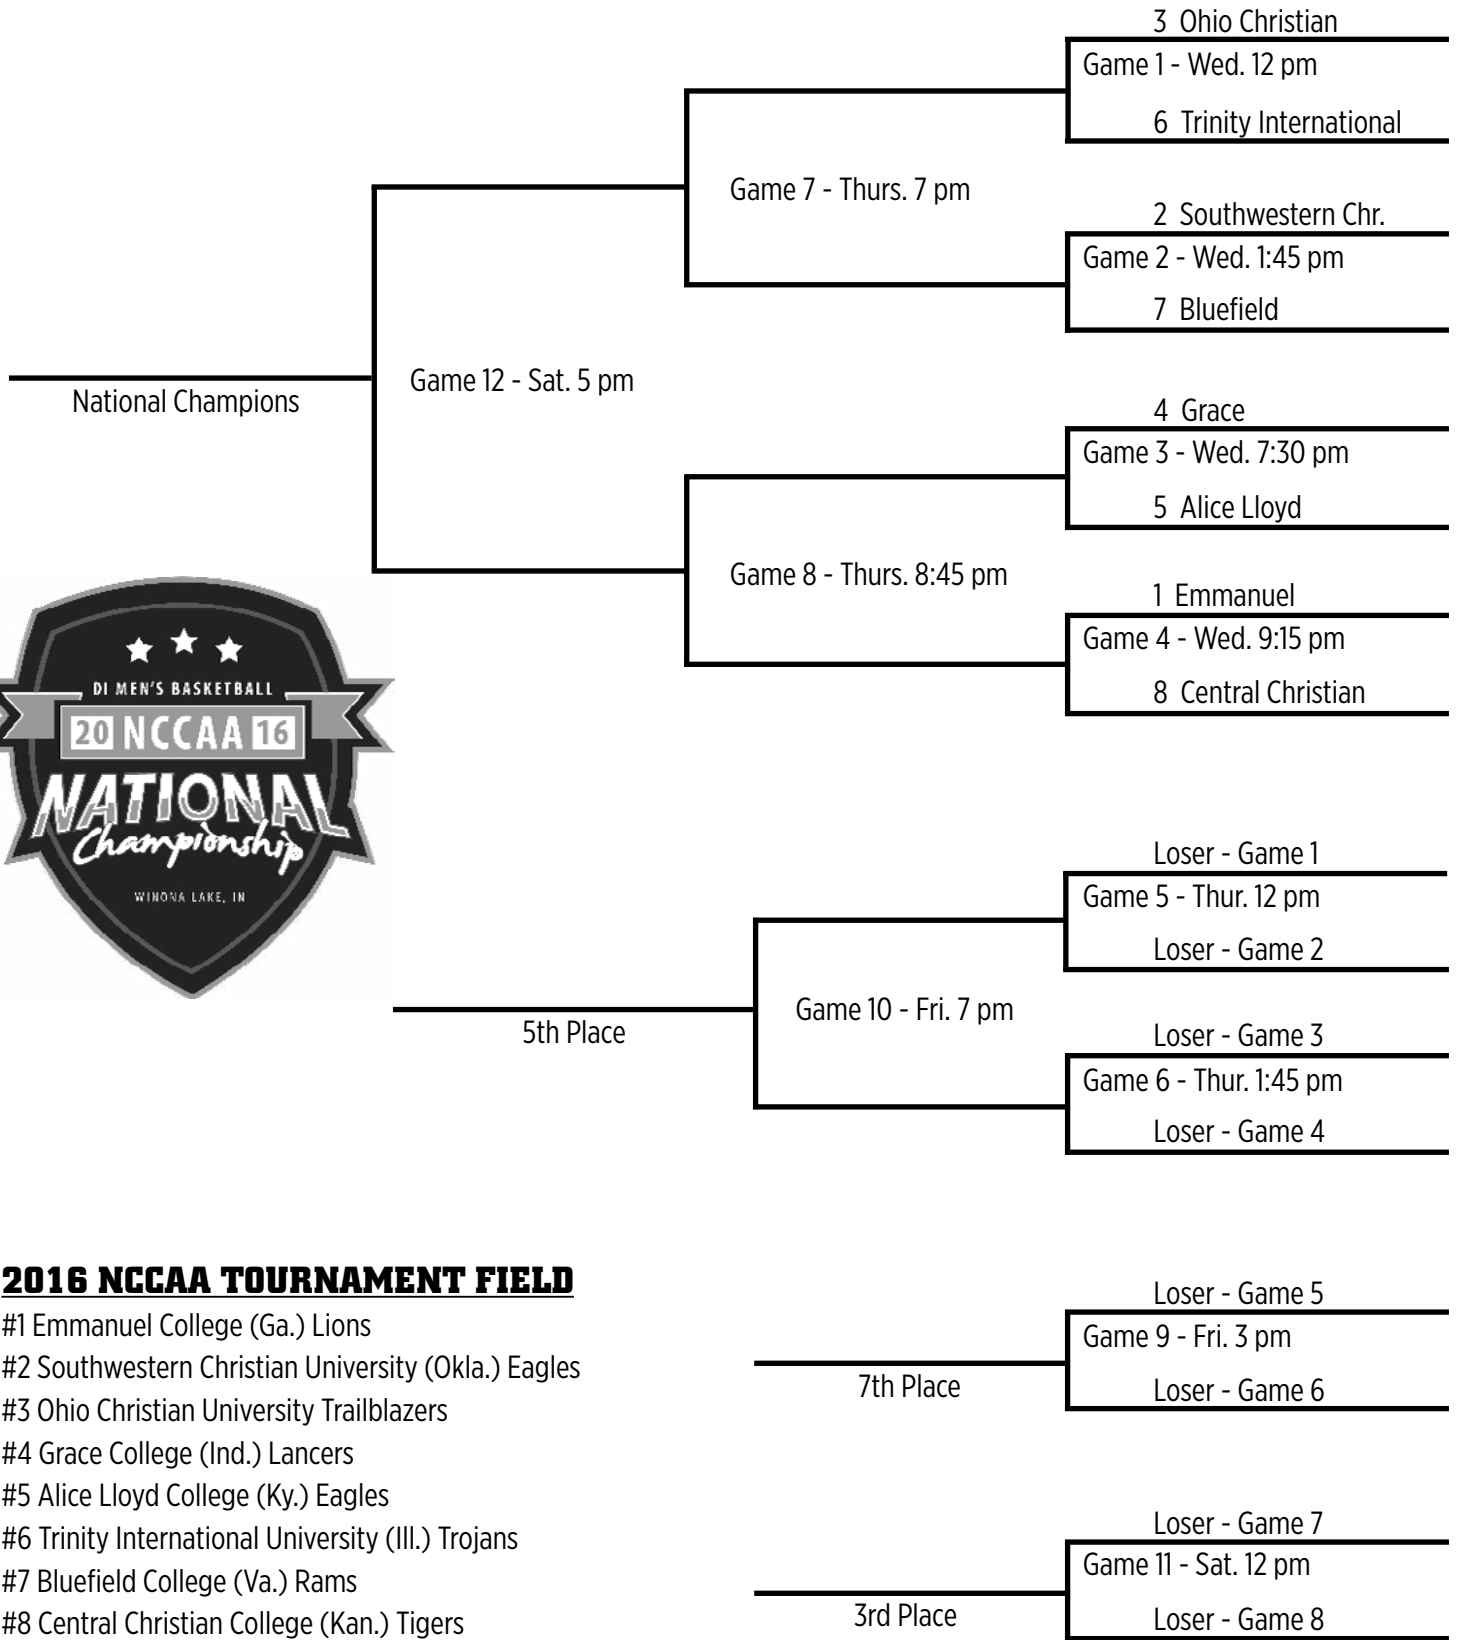 3 Ohio Christian
Game 1 - Wed. 12 pm
6 Trinity International
Game 7 - Thurs. 7 pm
2 Southwestern Chr.
Game 2 - Wed. 1:45 pm
7 Bluefield
Game 12 - Sat. 5 pm
National Champions
4 Grace
Game 3 - Wed. 7:30 pm
5 Alice Lloyd
Game 8 - Thurs. 8:45 pm
1 Emmanuel
Game 4 - Wed. 9:15 pm
8 Central Christian
DI MEN'S BASKETBALL
20 NCCAA 16
NATIONAL
Championship
WINONA LAKE, IN
Loser - Game 1
Game 5 - Thur. 12 pm
Loser - Game 2
Game 10 - Fri. 7 pm
5th Place
Loser - Game 3
Game 6 - Thur. 1:45 pm
Loser - Game 4
2016 NCCAA TOURNAMENT FIELD
#1 Emmanuel College (Ga.) Lions
#2 Southwestern Christian University (Okla.) Eagles
#3 Ohio Christian University Trailblazers
#4 Grace College (Ind.) Lancers
#5 Alice Lloyd College (Ky.) Eagles
#6 Trinity International University (Ill.) Trojans
#7 Bluefield College (Va.) Rams
#8 Central Christian College (Kan.) Tigers
Loser - Game 5
Game 9 - Fri. 3 pm
7th Place
Loser - Game 6
Loser - Game 7
Game 11 - Sat. 12 pm
3rd Place
Loser - Game 8